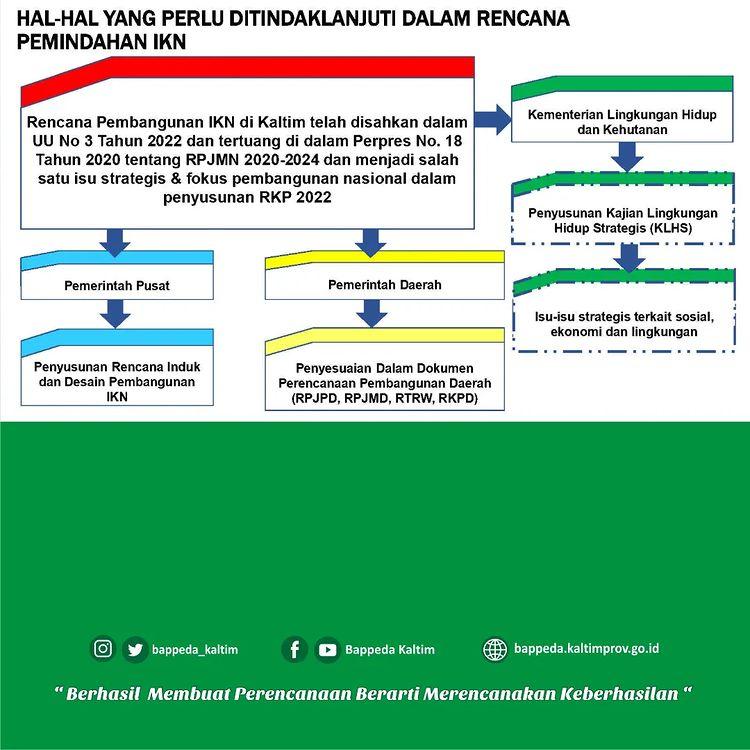 HAL-HAL YANG PERLU DITINDAKLANJUTI DALAM RENCANA
PEMINDAHAN IKN
Rencana Pembangunan IKN di Kaltim telah disahkan dalam
UU No 3 Tahun 2022 dan tertuang di dalam Perpres No. 18
Tahun 2020 tentang RPJMN 2020-2024 dan menjadi salah
satu isu strategis & fokus pembangunan nasional dalam
penyusunan RKP 2022
Kementerian Lingkungan Hidup
dan Kehutanan
Penyusunan Kajian Lingkungan
Hidup Strategis (KLHS)
Isu-isu strategis terkait sosial,
ekonomi dan lingkungan
Pemerintah Pusat
Penyusunan Rencana Induk
dan Desain Pembangunan
IKN
Pemerintah Daerah
Penyesuaian Dalam Dokumen
Perencanaan Pembangunan Daerah
(RPJPD, RPJMD, RTRW, RKPD)
bappeda_kaltim
Bappeda Kaltim
bappeda.kaltimprov.go.id
“ Berhasil Membuat Perencanaan Berarti Merencanakan Keberhasilan “